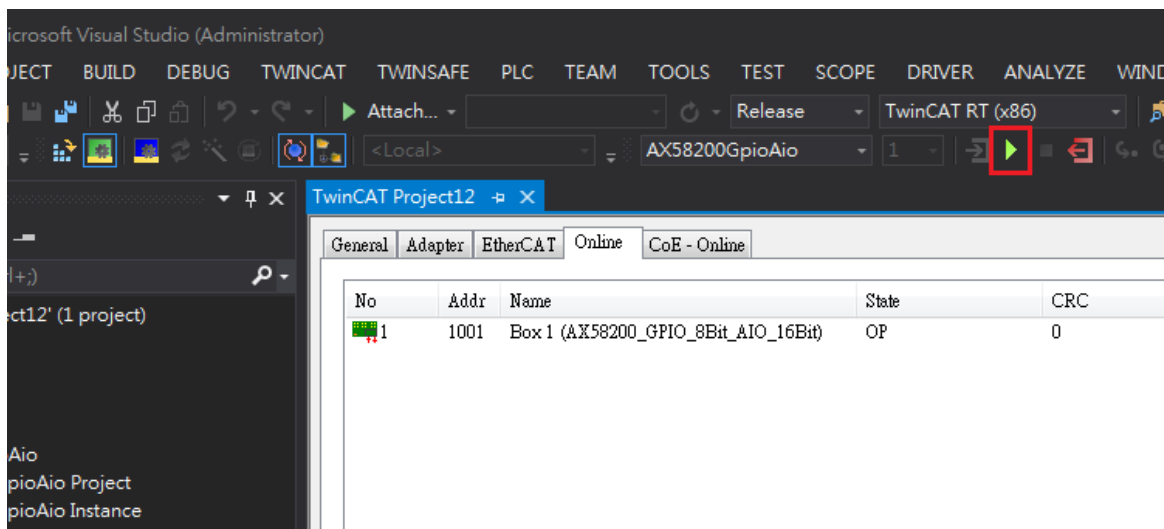 icrosoft Visual Studio (Administrator)
JECT BUILD DEBUG TWINCAT TWINSAFE PLC TEAM TOOLS TEST SCOPE DRIVER ANALYZE WIND
Attach... Release TwinCAT RT (x86)
<Local> AX58200GpioAio 1
TwinCAT Project12
General Adapter EtherCAT Online CoE - Online
l+;)
No Addr Name State CRC
ect12' (1 project)
1 1001 Box 1 (AX58200_GPIO_8Bit_AIO_16Bit) OP 0
Aio
pioAio Project
pioAio Instance